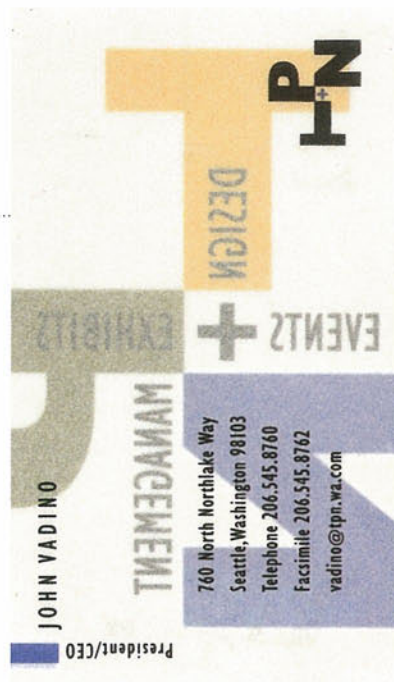 TP+N
DESIGN
EXHIBITS + EVENTS
MANAGEMENT
JOHN VADINO
President/CEO
760 North Northlake Way
Seattle, Washington 98103
Telephone 206.545.8760
Facsimile 206.545.8762
vadino@tpn.wa.com